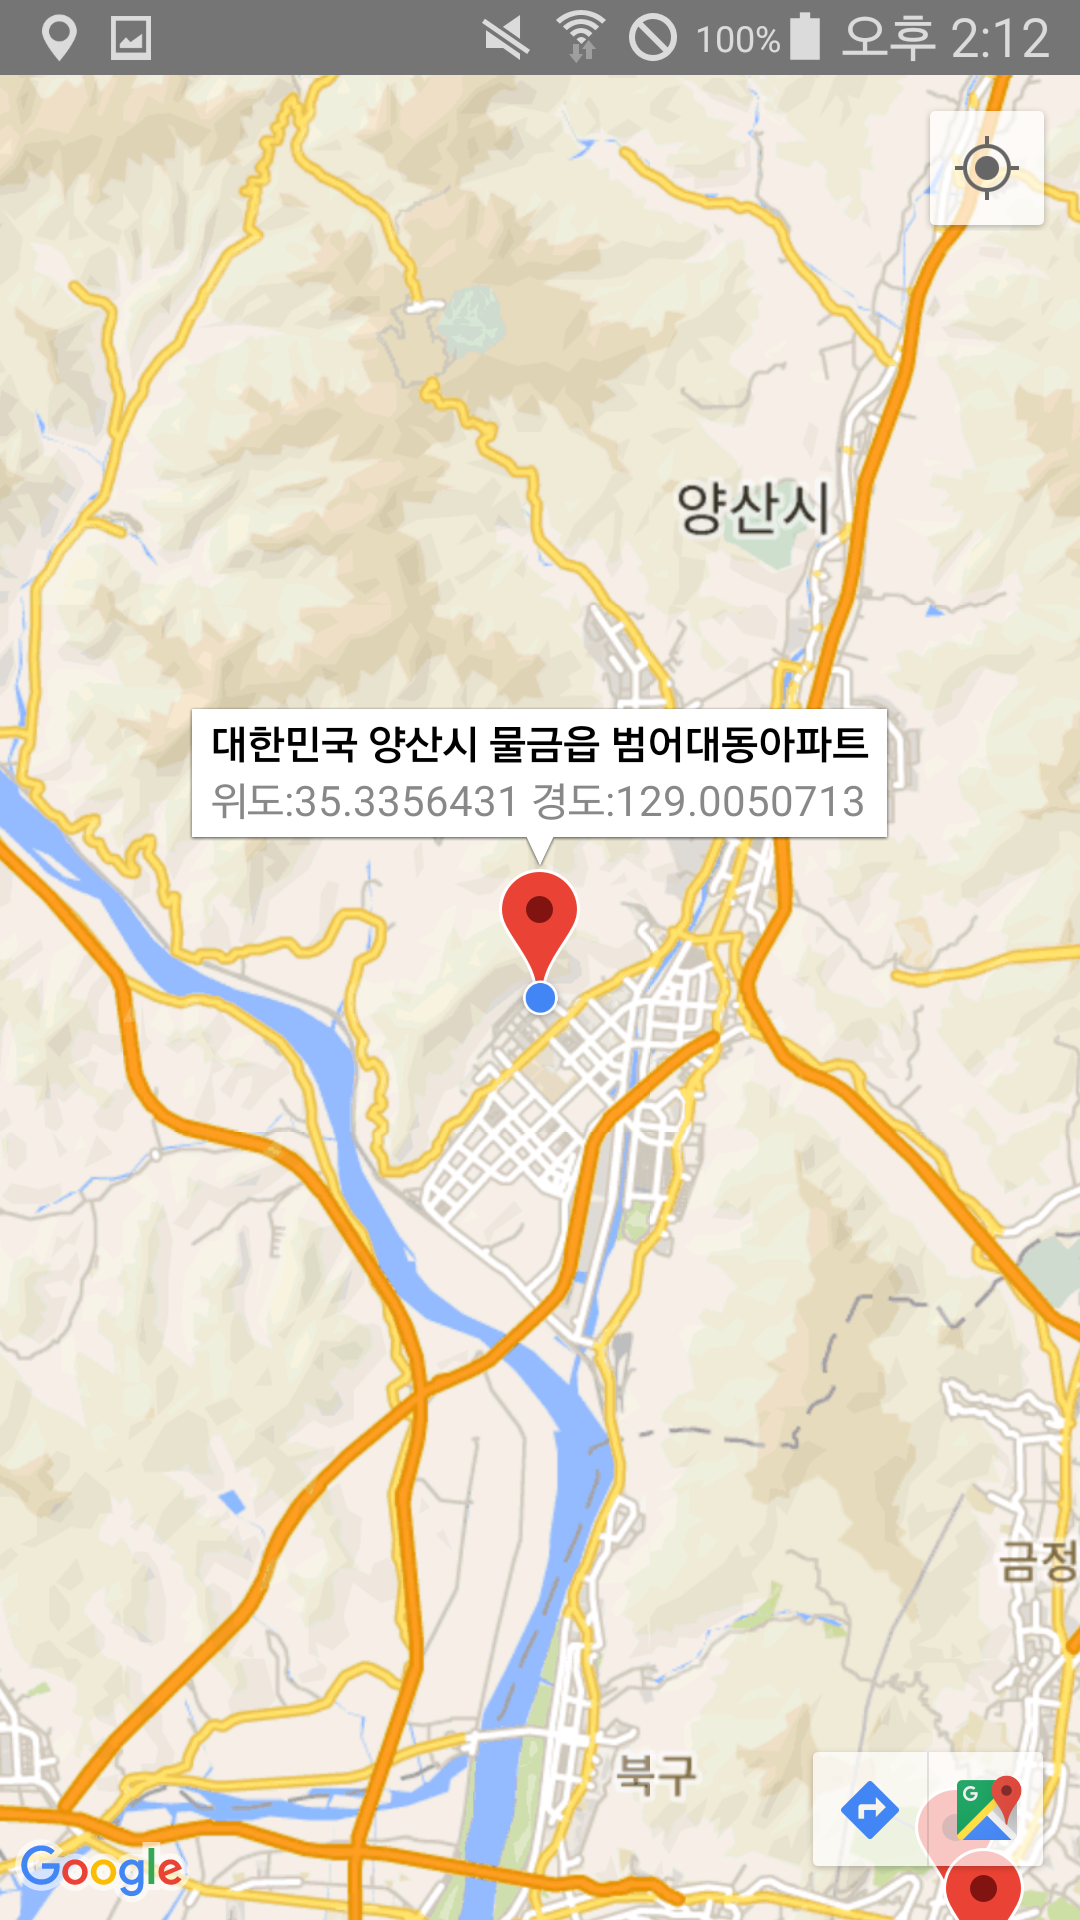 100% 오후 2:12
양산시
대한민국 양산시 물금읍 범어대동아파트
위도:35.3356431 경도:129.0050713
금정
북구
G
Google